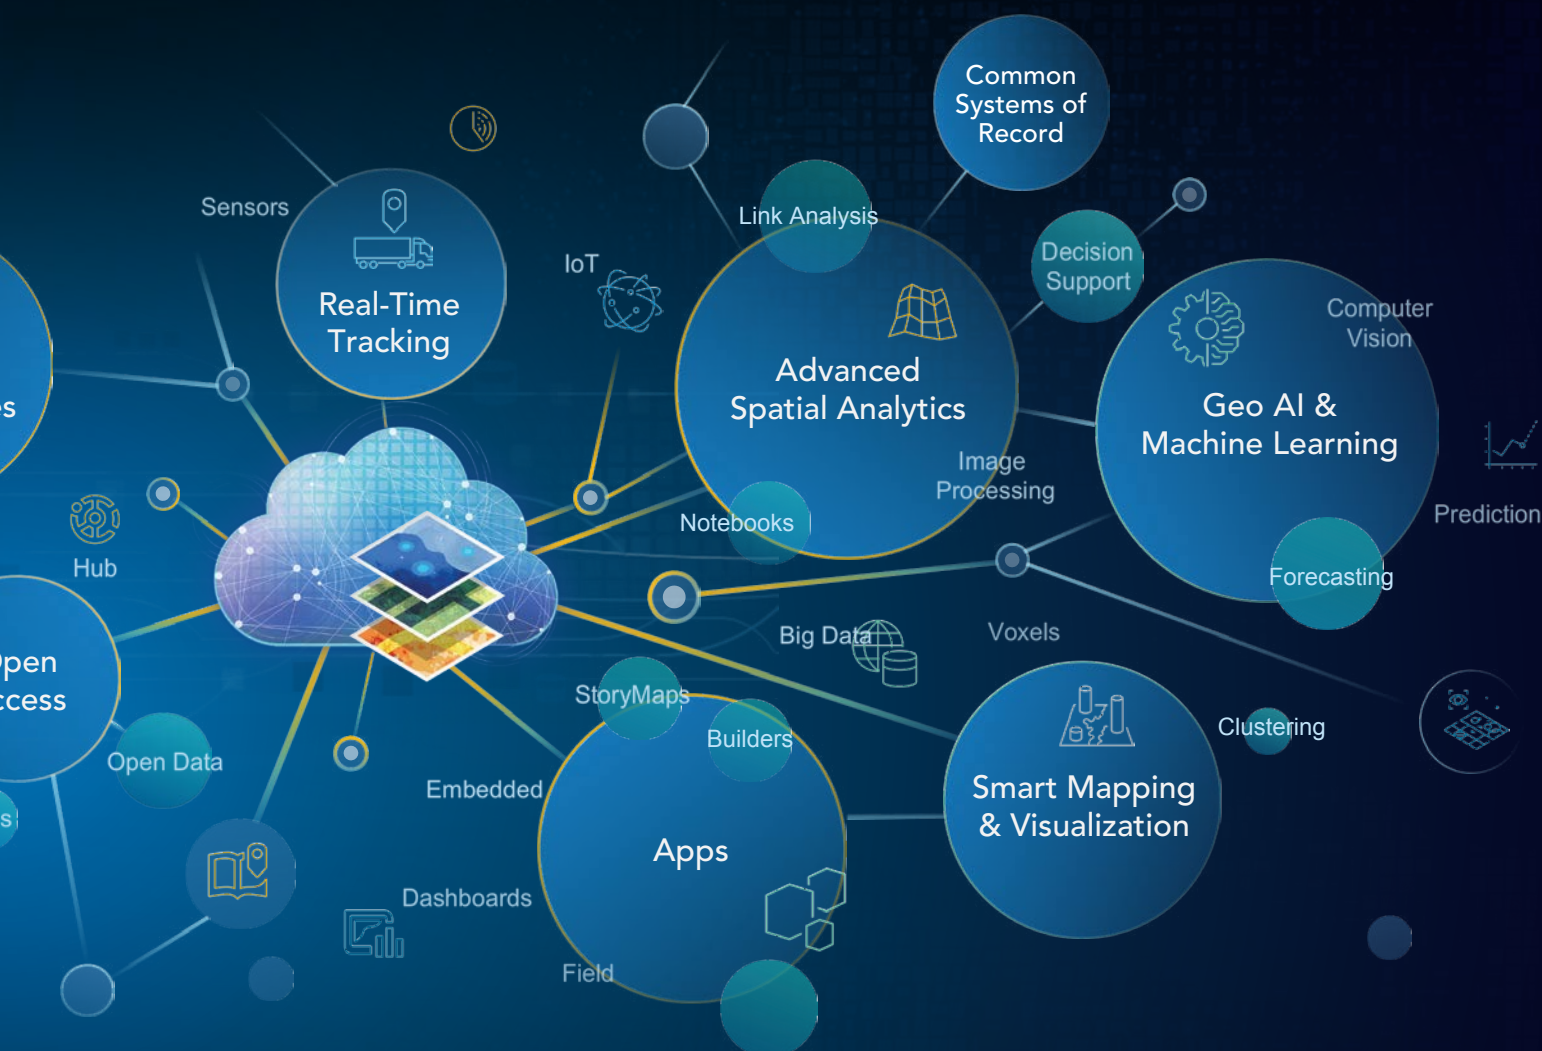 Common
Systems of
Record
Sensors
Link Analysis
Decision
Support
IoT
Real-Time
Tracking
Computer
Vision
Advanced
Spatial Analytics
Geo AI &
Machine Learning
Image
Processing
Notebooks
Prediction
Hub
Forecasting
Big Data
Voxels
StoryMaps
Builders
Clustering
Open Data
Embedded
Smart Mapping
& Visualization
Apps
Dashboards
Field